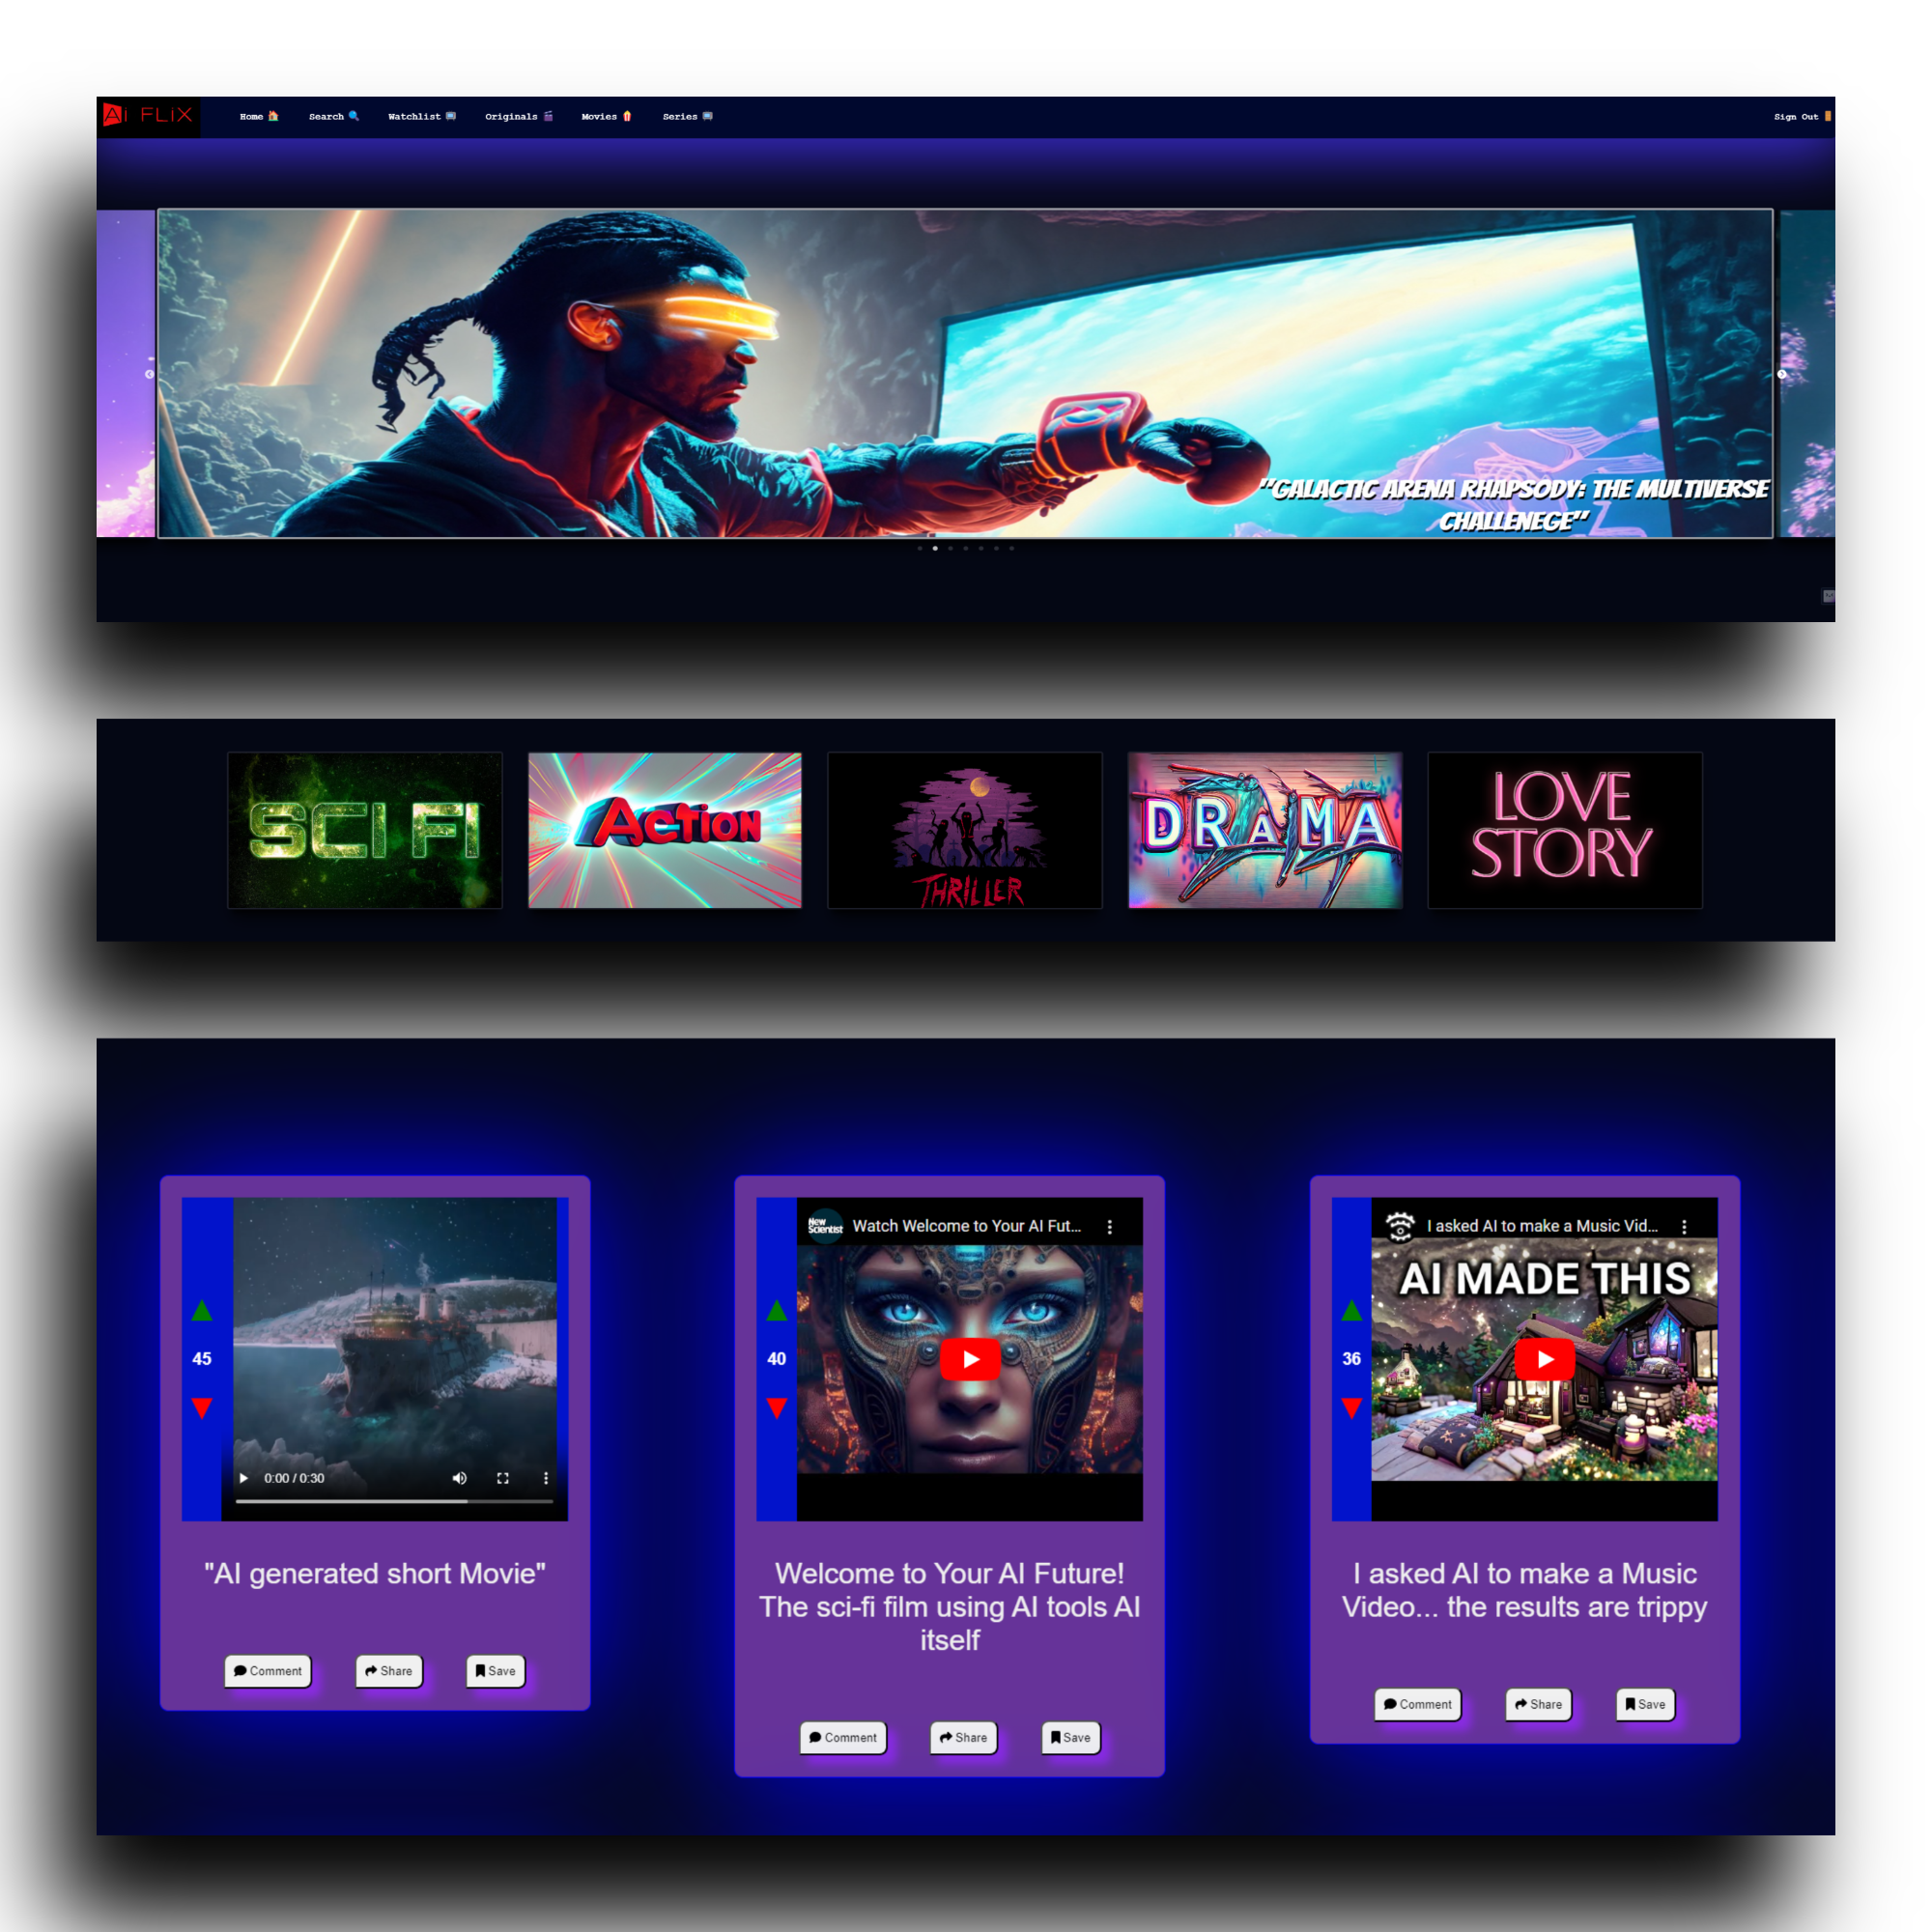 Ai FLiX
Home 🏠 Search 🔍 Watchlist 📺 Originals 🎬 Movies 🍿 Series 📺 Sign Out 🚪
"GALACTIC ARENA RHAPSODY: THE MULTIVERSE
CHALLENEGE"
SCI FI
ACTION
THRILLER
DRAMA
LOVE
STORY
45
0:00 / 0:30
"AI generated short Movie"
Comment Share Save
New
Scientist
Watch Welcome to Your AI Fut...
40
Welcome to Your AI Future!
The sci-fi film using AI tools AI
itself
Comment Share Save
I asked AI to make a Music Vid...
AI MADE THIS
36
I asked AI to make a Music
Video... the results are trippy
Comment Share Save